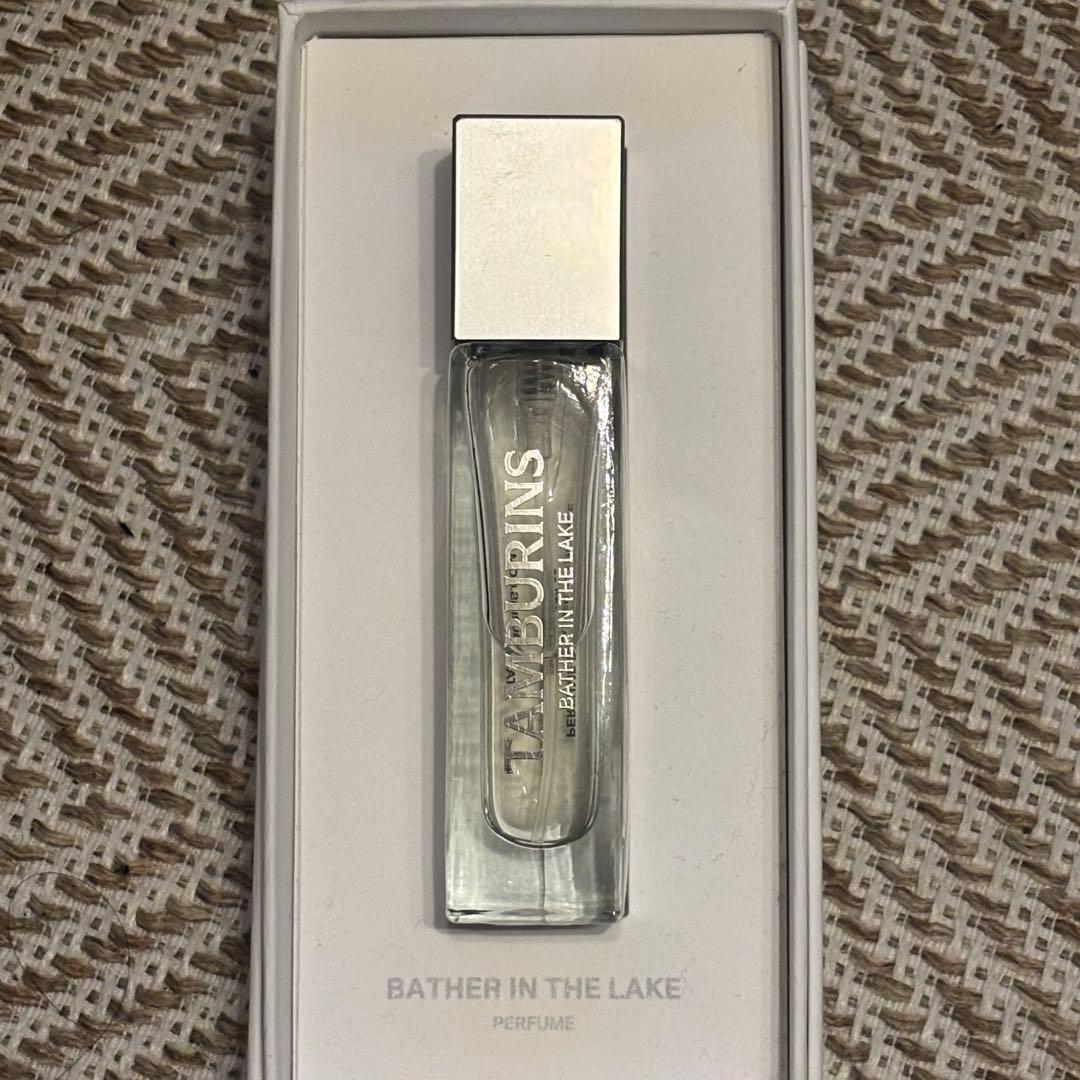 TAMBURINS
BATHER IN THE LAKE
BATHER IN THE LAKE
PERFUME